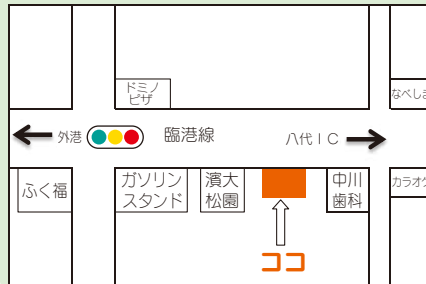 ドミノ
ピザ
なべしま
外港
臨港線
八代IC
ふく福
ガソリン
スタンド
濱大
松園
中川
歯科
カラオケ
ココ